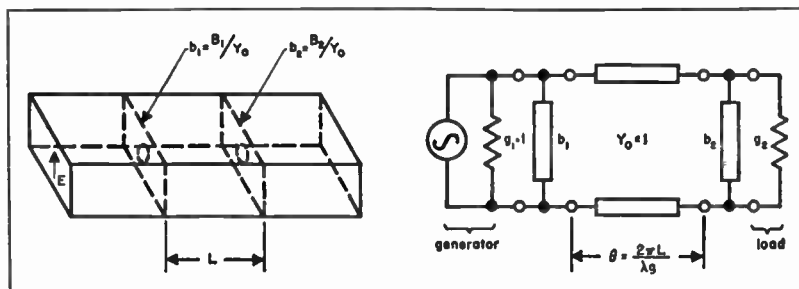 b₁ = B₁/Y₀
b₂ = B₂/Y₀
E
L
g₁=1
b₁
Y₀ = 1
b₂
g₂
generator
θ = 2πL/λg
load